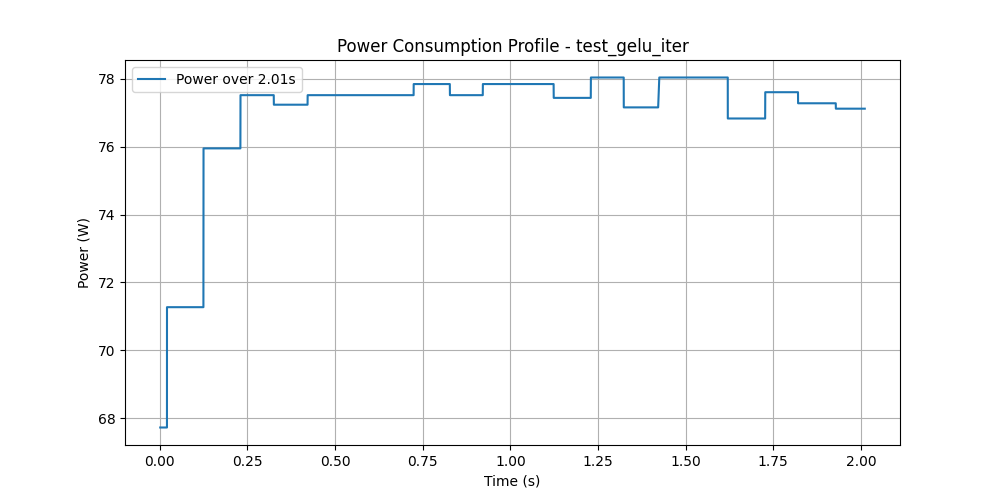 Power Consumption Profile - test_gelu_iter
Power over 2.01s
78
76
74
72
70
68
Power (W)
0.00 0.25 0.50 0.75 1.00 1.25 1.50 1.75 2.00
Time (s)